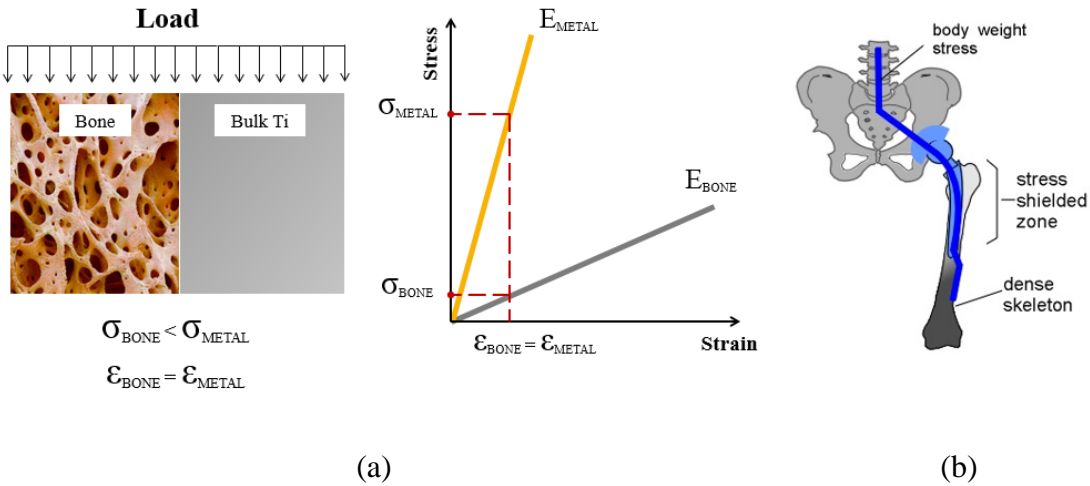 Load
Bone
Bulk Ti
σBONE < σMETAL
εBONE = εMETAL
Stress
EMETAL
σMETAL
EBONE
σBONE
εBONE = εMETAL
Strain
(a)
body weight
stress
stress
shielded
zone
dense
skeleton
(b)